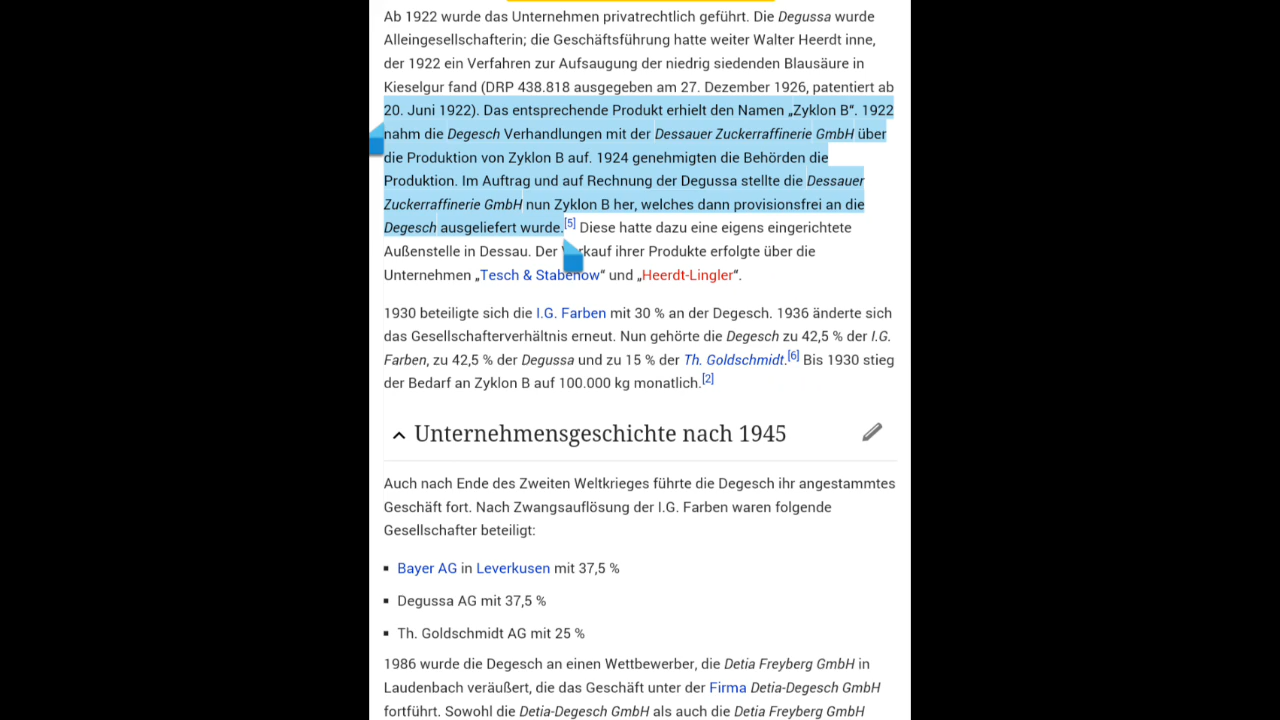 Ab 1922 wurde das Unternehmen privatrechtlich geführt. Die Degussa wurde
Alleingesellschafterin; die Geschäftsführung hatte weiter Walter Heerdt inne,
der 1922 ein Verfahren zur Aufsaugung der niedrig siedenden Blausäure in
Kieselgur fand (DRP 438.818 ausgegeben am 27. Dezember 1926, patentiert ab
20. Juni 1922). Das entsprechende Produkt erhielt den Namen „Zyklon B“. 1922
nahm die Degesch Verhandlungen mit der Dessauer Zuckerraffinerie GmbH über
die Produktion von Zyklon B auf. 1924 genehmigten die Behörden die
Produktion. Im Auftrag und auf Rechnung der Degussa stellte die Dessauer
Zuckerraffinerie GmbH nun Zyklon B her, welches dann provisionsfrei an die
Degesch ausgeliefert wurde.[5] Diese hatte dazu eine eigens eingerichtete
Außenstelle in Dessau. Der Verkauf ihrer Produkte erfolgte über die
Unternehmen „Tesch & Stabenow“ und „Heerdt-Lingler“.
1930 beteiligte sich die I.G. Farben mit 30 % an der Degesch. 1936 änderte sich
das Gesellschafterverhältnis erneut. Nun gehörte die Degesch zu 42,5 % der I.G.
Farben, zu 42,5 % der Degussa und zu 15 % der Th. Goldschmidt.[6] Bis 1930 stieg
der Bedarf an Zyklon B auf 100.000 kg monatlich.[2]
Unternehmensgeschichte nach 1945
Auch nach Ende des Zweiten Weltkrieges führte die Degesch ihr angestammtes
Geschäft fort. Nach Zwangsauflösung der I.G. Farben waren folgende
Gesellschafter beteiligt:
▪ Bayer AG in Leverkusen mit 37,5 %
▪ Degussa AG mit 37,5 %
▪ Th. Goldschmidt AG mit 25 %
1986 wurde die Degesch an einen Wettbewerber, die Detia Freyberg GmbH in
Laudenbach veräußert, die das Geschäft unter der Firma Detia-Degesch GmbH
fortführt. Sowohl die Detia-Degesch GmbH als auch die Detia Freyberg GmbH